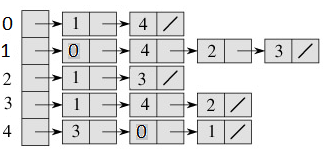 0 1 4 /
1 0 4 2 3 /
2 1 3 /
3 1 4 2 /
4 3 0 1 /